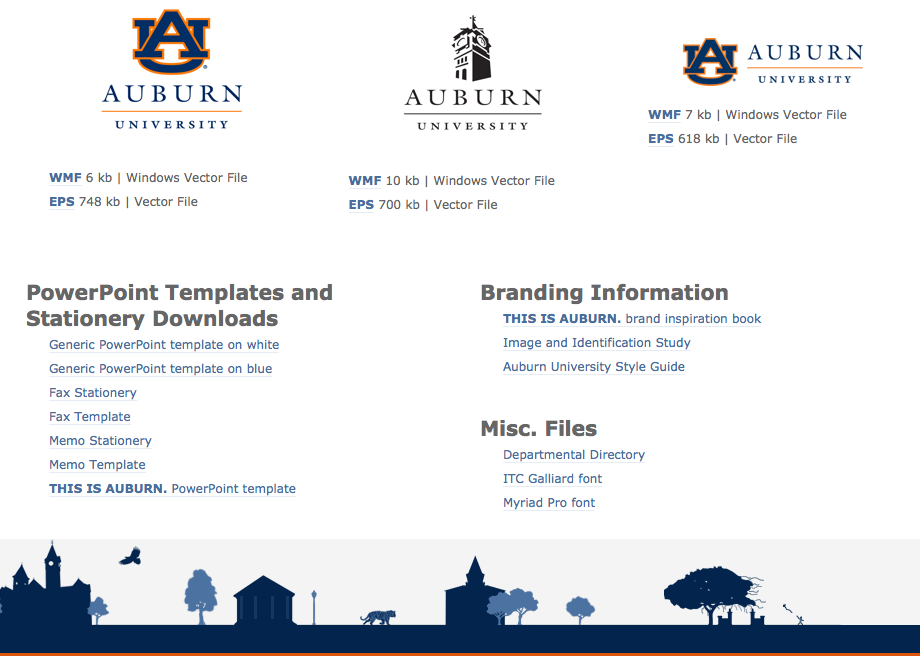 AU
AUBURN
UNIVERSITY
WMF 6 kb | Windows Vector File
EPS 748 kb | Vector File
AUBURN
UNIVERSITY
WMF 10 kb | Windows Vector File
EPS 700 kb | Vector File
AU
AUBURN
UNIVERSITY
WMF 7 kb | Windows Vector File
EPS 618 kb | Vector File
PowerPoint Templates and
Stationery Downloads
Generic PowerPoint template on white
Generic PowerPoint template on blue
Fax Stationery
Fax Template
Memo Stationery
Memo Template
THIS IS AUBURN. PowerPoint template
Branding Information
THIS IS AUBURN. brand inspiration book
Image and Identification Study
Auburn University Style Guide
Misc. Files
Departmental Directory
ITC Galliard font
Myriad Pro font